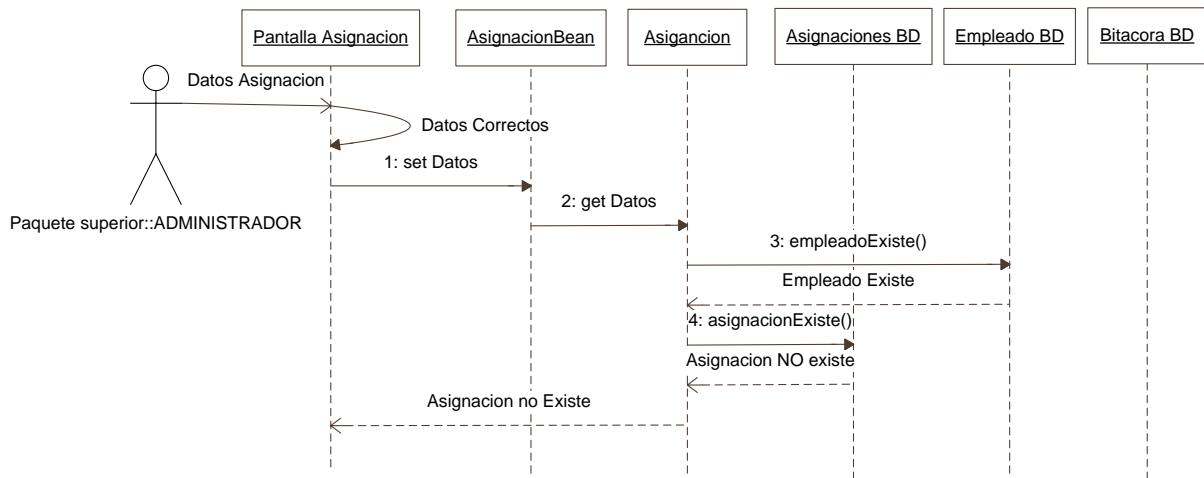 Pantalla Asignacion
AsignacionBean
Asigancion
Asignaciones BD
Empleado BD
Bitacora BD
Datos Asignacion
Datos Correctos
1: set Datos
2: get Datos
Paquete superior::ADMINISTRADOR
3: empleadoExiste()
Empleado Existe
4: asignacionExiste()
Asignacion NO existe
Asignacion no Existe